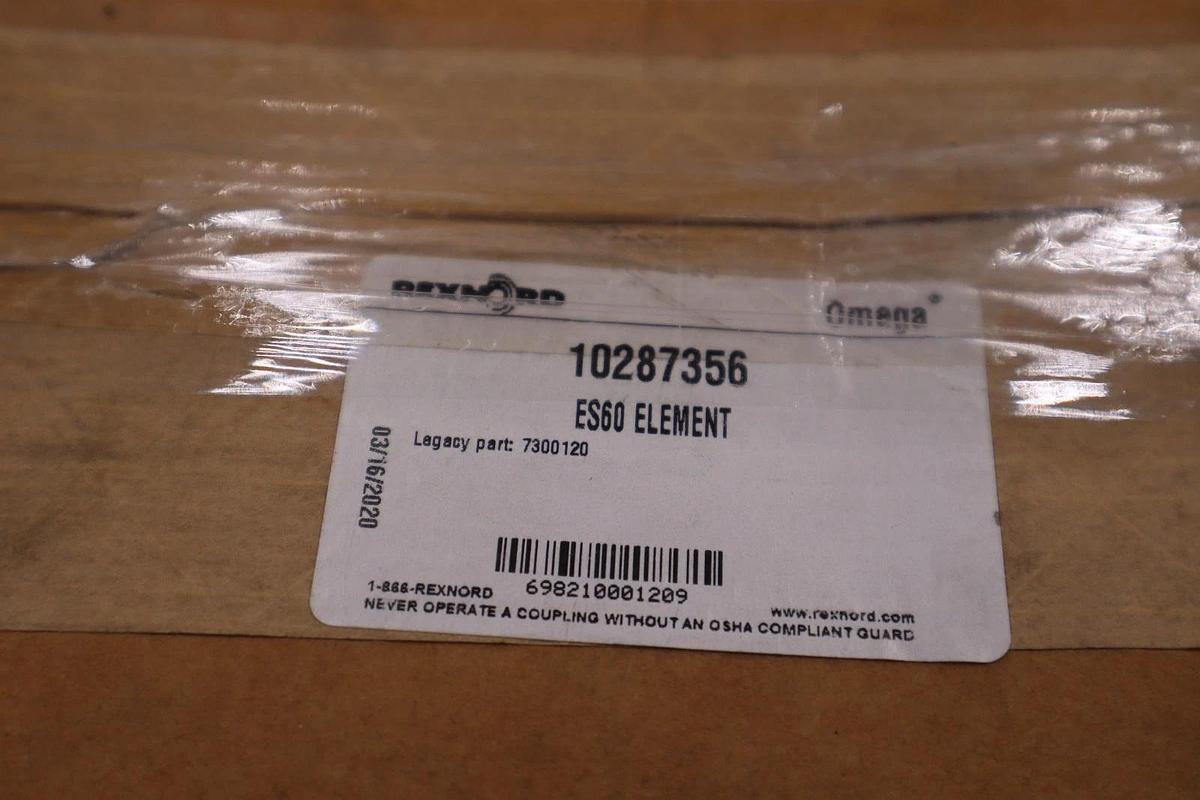 REXNORD
Omega
10287356
ES60 ELEMENT
Legacy part: 7300120
03/16/2020
698210001209
1-866-REXNORD
www.rexnord.com
NEVER OPERATE A COUPLING WITHOUT AN OSHA COMPLIANT GUARD